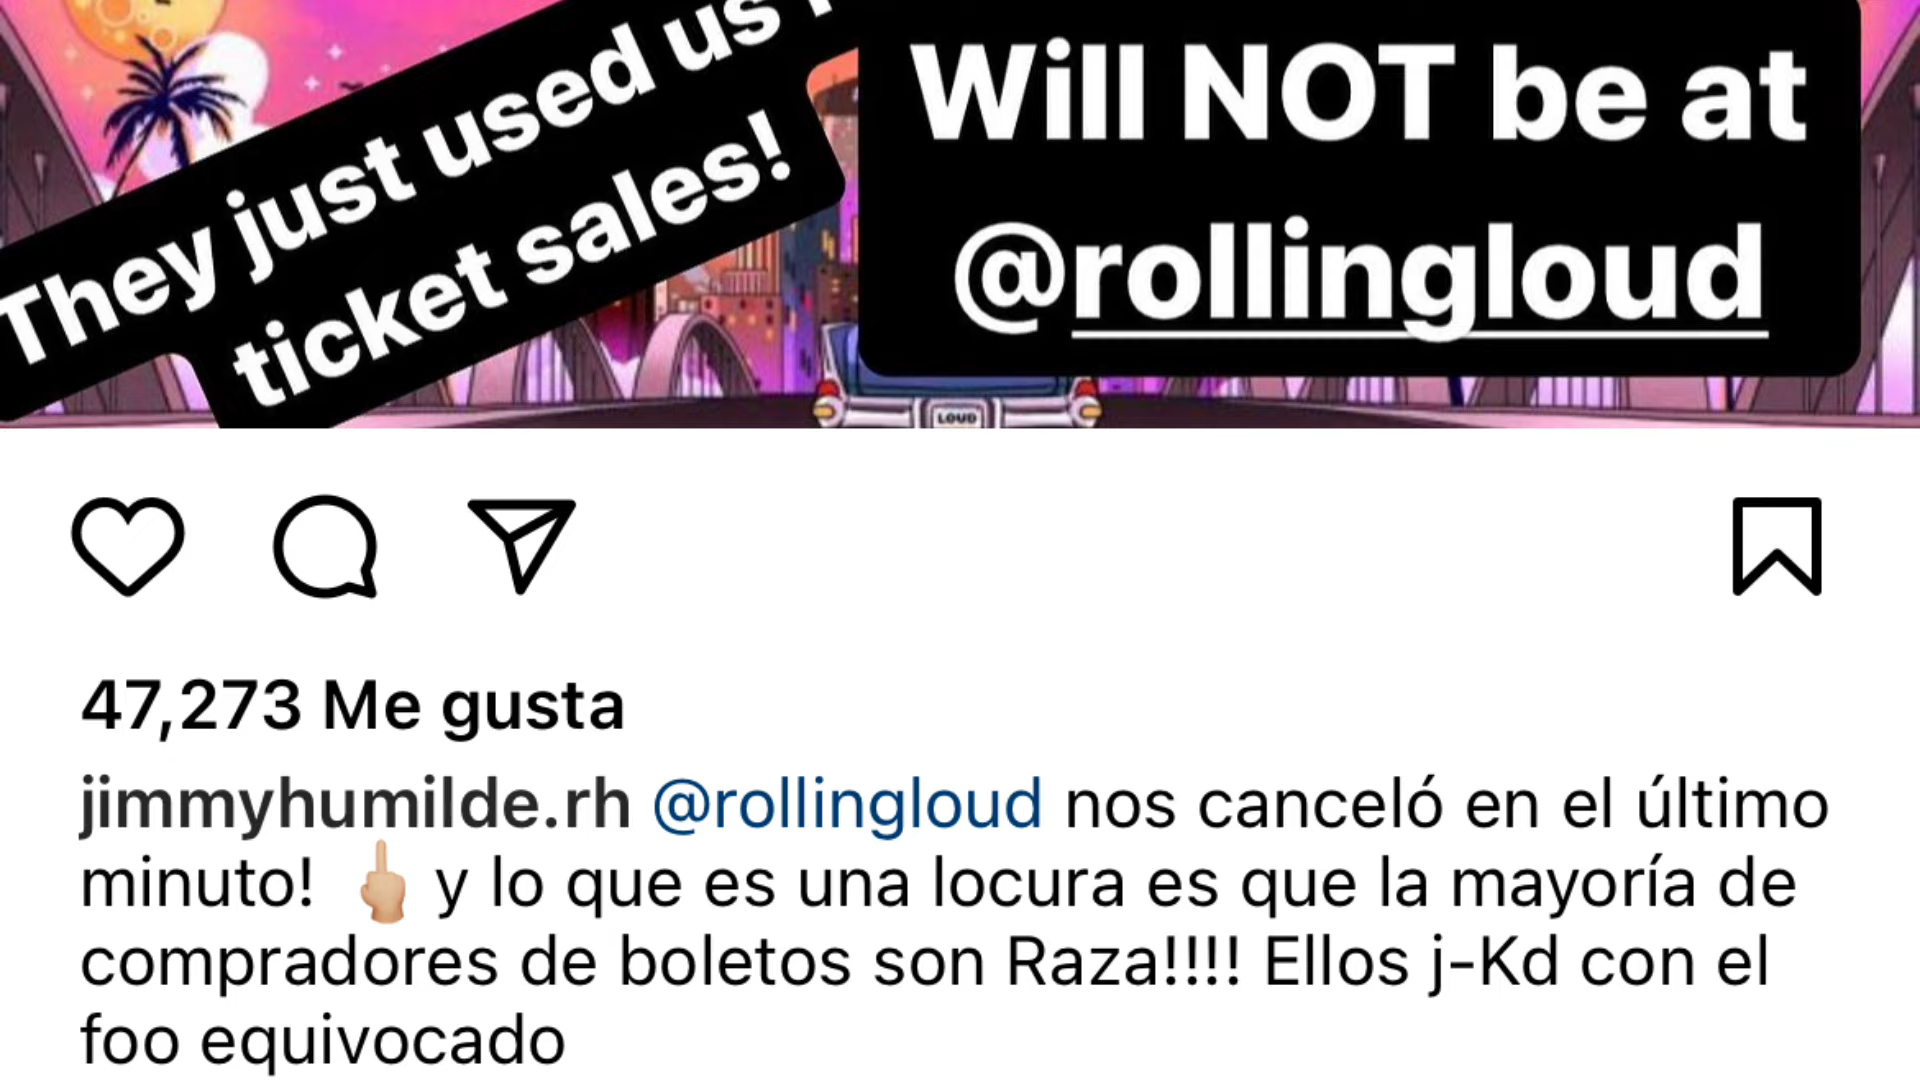 They just used us
ticket sales!
Will NOT be at
@rollingloud
LOUD
47,273 Me gusta
jimmyhumilde.rh @rollingloud nos canceló en el último
minuto! 🖕🏼 y lo que es una locura es que la mayoría de
compradores de boletos son Raza!!!! Ellos j-Kd con el
foo equivocado